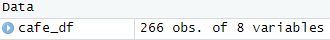 Data
cafe_df 266 obs. of 8 variables